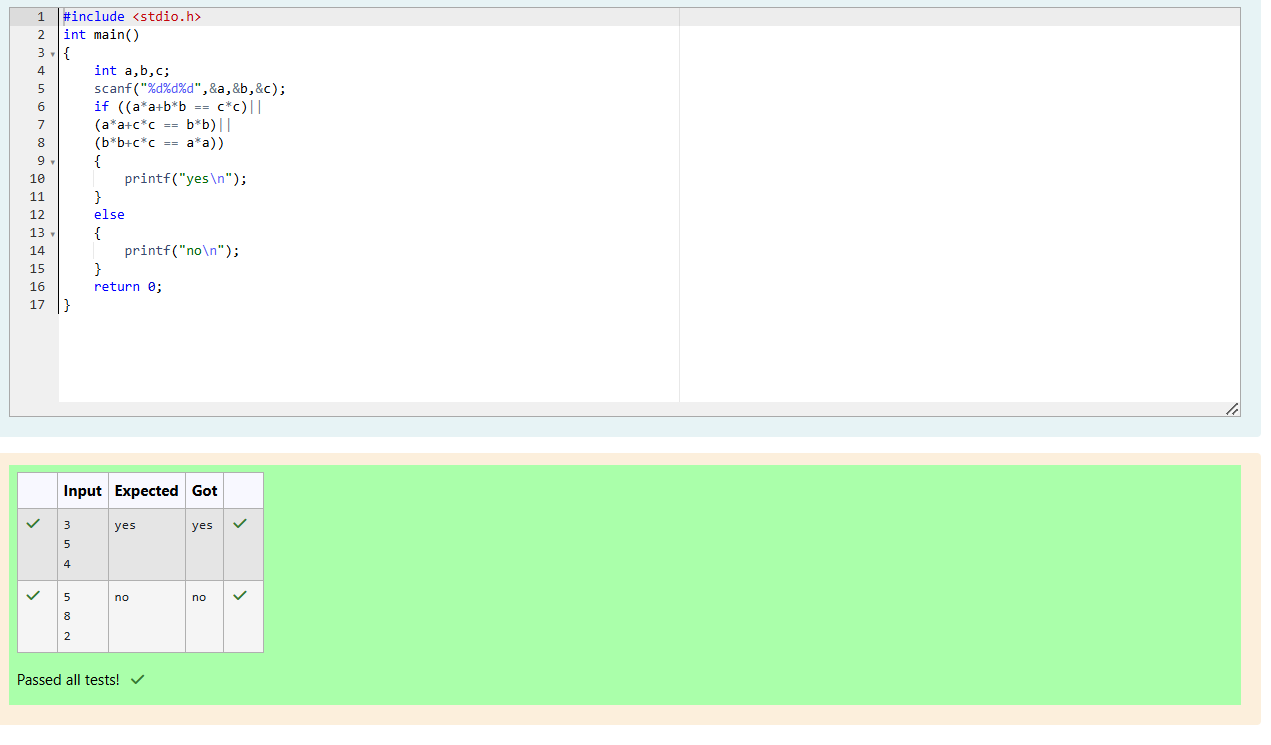 1 #include <stdio.h>
2 int main()
3 {
4 int a,b,c;
5 scanf("%d%d%d",&a,&b,&c);
6 if ((a*a+b*b == c*c)||
7 (a*a+c*c == b*b)||
8 (b*b+c*c == a*a))
9 {
10 printf("yes\n");
11 }
12 else
13 {
14 printf("no\n");
15 }
16 return 0;
17 }
Input Expected Got
3 yes yes
5
4
5 no no
8
2
Passed all tests!